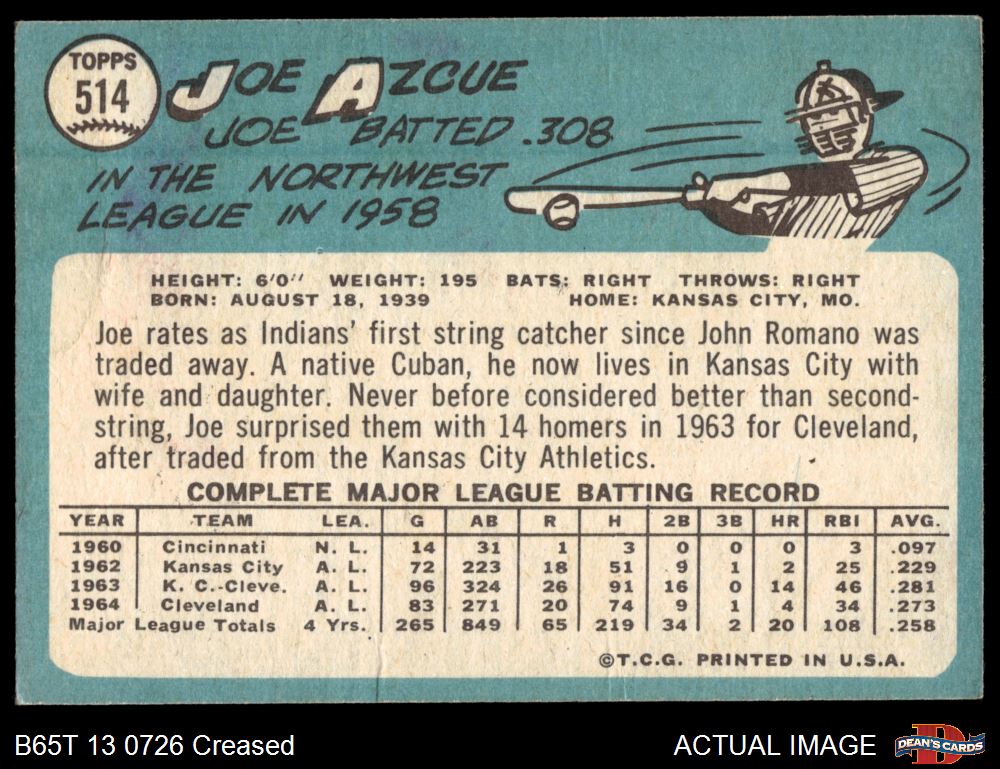 TOPPS
514
JOE AZCUE
JOE BATTED .308
IN THE NORTHWEST
LEAGUE IN 1958
HEIGHT: 6'0" WEIGHT: 195 BATS: RIGHT THROWS: RIGHT
BORN: AUGUST 18, 1939 HOME: KANSAS CITY, MO.
Joe rates as Indians' first string catcher since John Romano was
traded away. A native Cuban, he now lives in Kansas City with
wife and daughter. Never before considered better than second-
string, Joe surprised them with 14 homers in 1963 for Cleveland,
after traded from the Kansas City Athletics.
COMPLETE MAJOR LEAGUE BATTING RECORD
YEAR TEAM LEA. G AB R H 2B 3B HR RBI AVG.
1960 Cincinnati N. L. 14 31 1 3 0 0 0 3 .097
1962 Kansas City A. L. 72 223 18 51 9 1 2 25 .229
1963 K. C.-Cleve. A. L. 96 324 26 91 16 0 14 46 .281
1964 Cleveland A. L. 83 271 20 74 9 1 4 34 .273
Major League Totals 4 Yrs. 265 849 65 219 34 2 20 108 .258
©T.C.G. PRINTED IN U.S.A.
B65T 13 0726 Creased ACTUAL IMAGE D DEAN'S CARDS